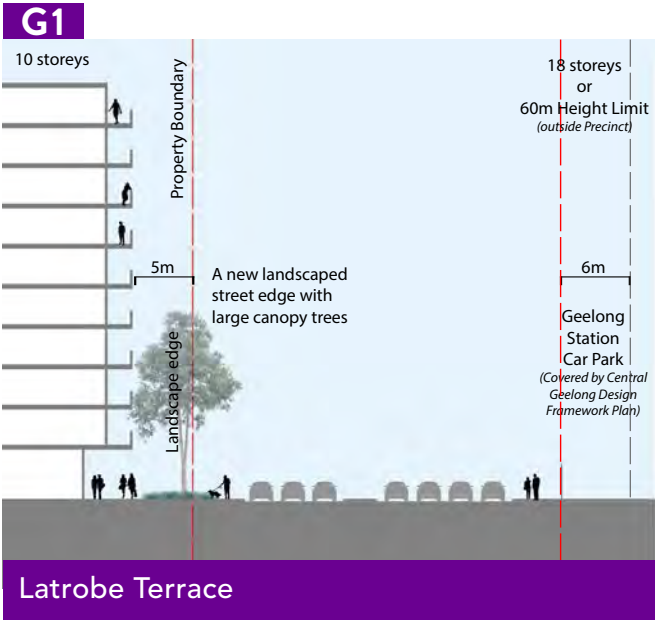 G1
10 storeys
Property Boundary
18 storeys
or
60m Height Limit
(outside Precinct)
5m
A new landscaped
street edge with
large canopy trees
Landscape edge
6m
Geelong
Station
Car Park
(Covered by Central
Geelong Design
Framework Plan)
Latrobe Terrace